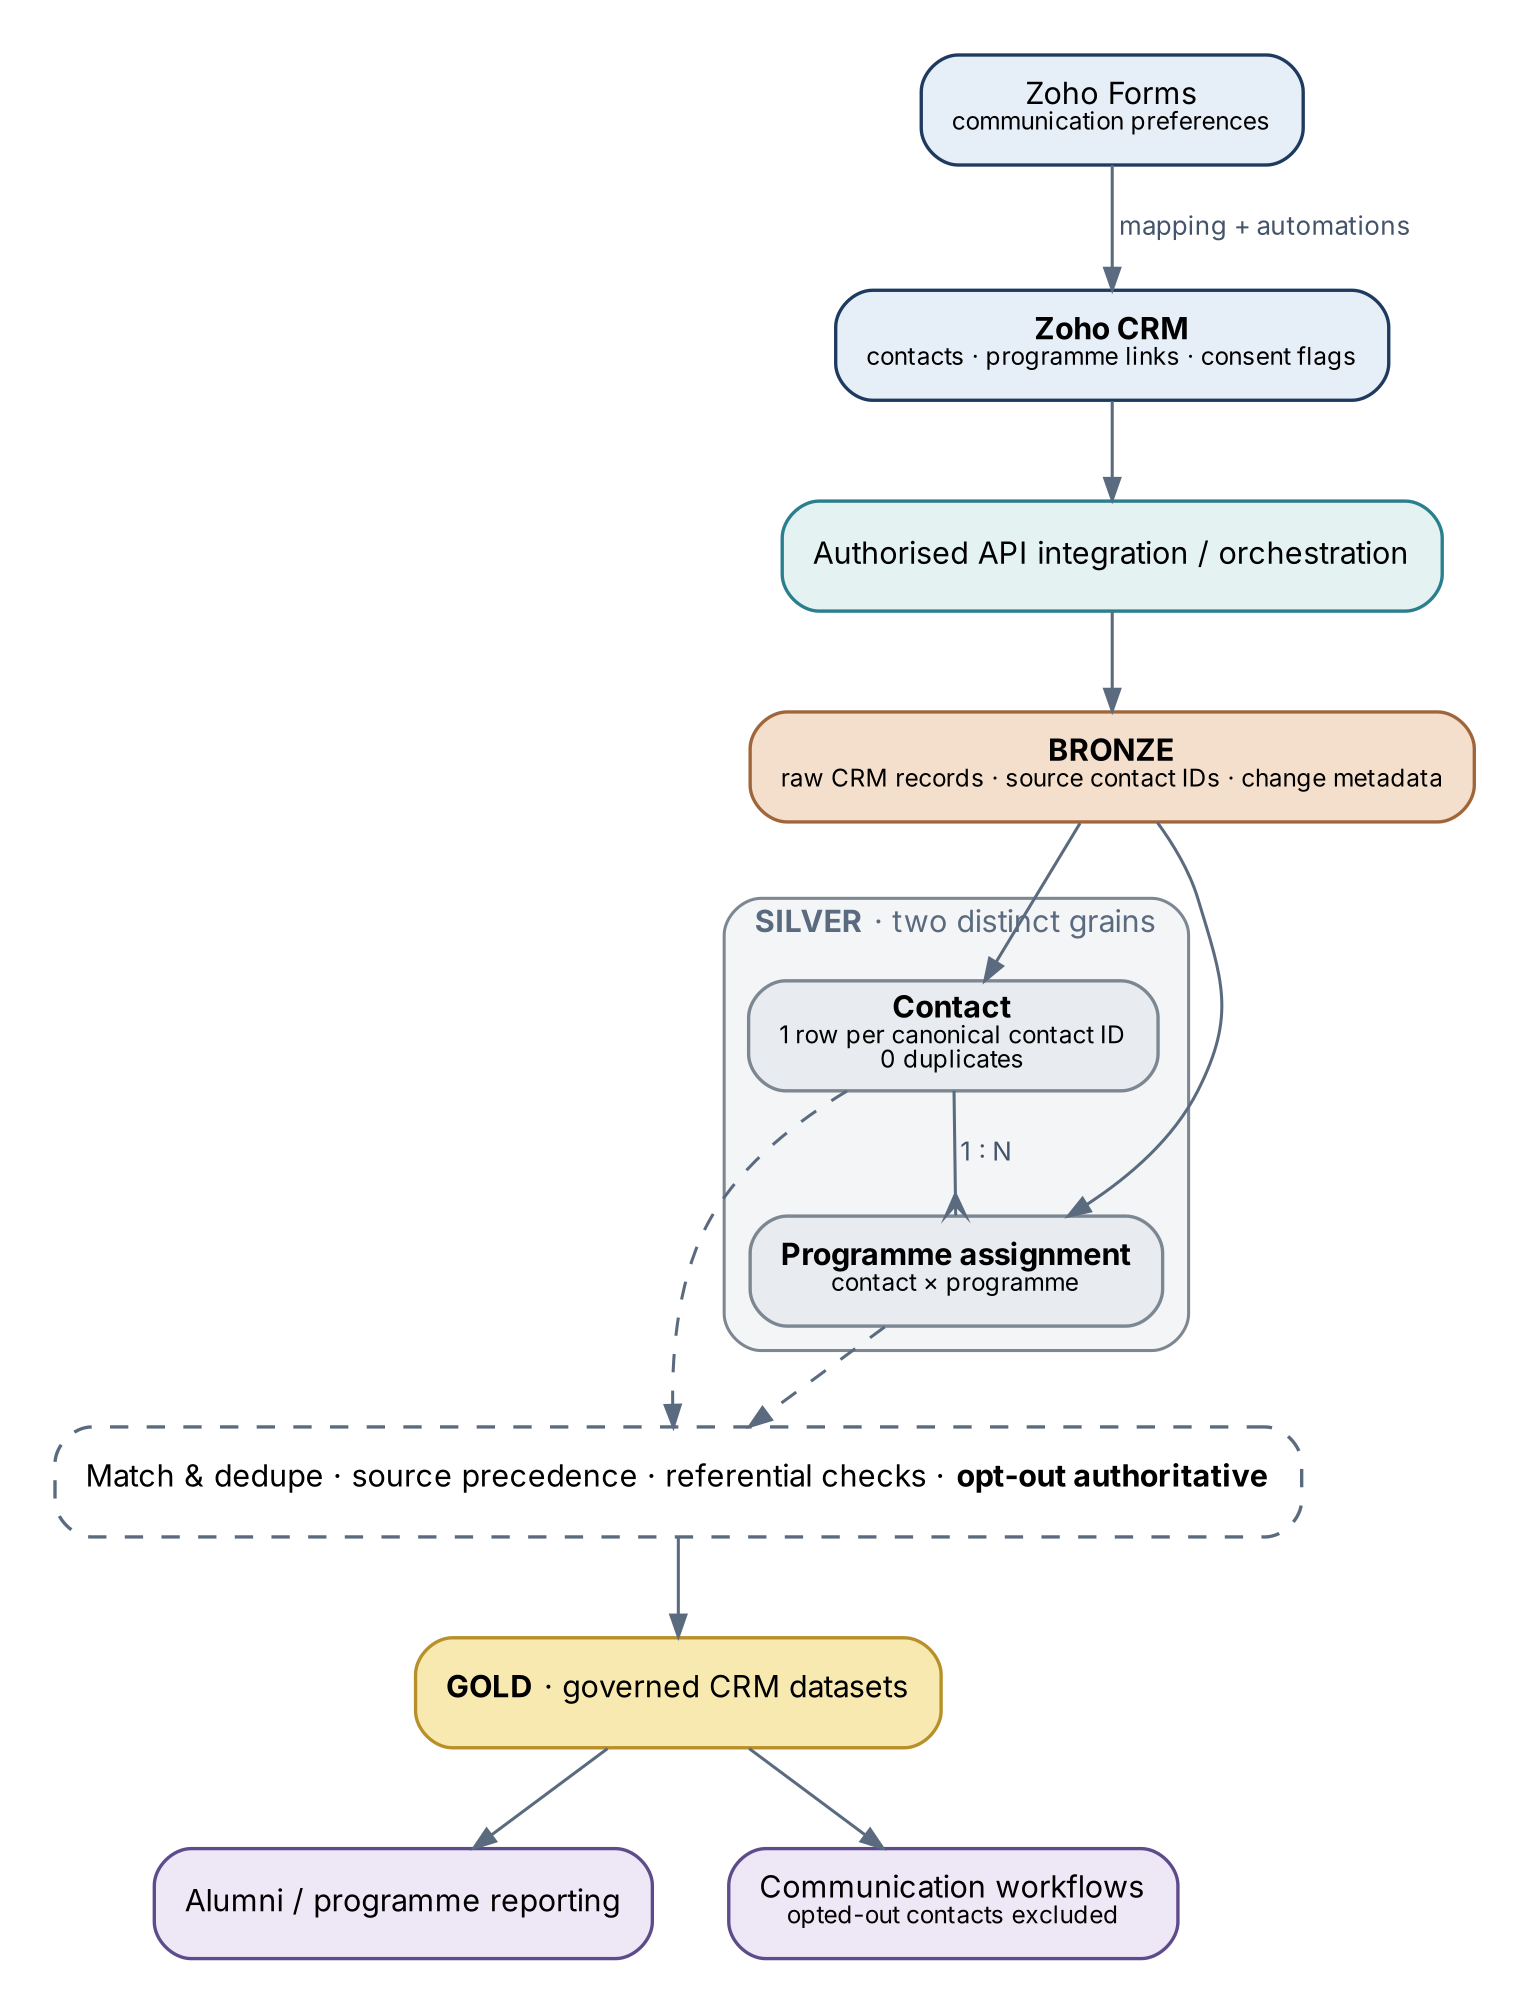 Zoho Forms
communication preferences
mapping + automations
Zoho CRM
contacts · programme links · consent flags
Authorised API integration / orchestration
BRONZE
raw CRM records · source contact IDs · change metadata
SILVER · two distinct grains
Contact
1 row per canonical contact ID
0 duplicates
1 : N
Programme assignment
contact × programme
Match & dedupe · source precedence · referential checks · opt-out authoritative
GOLD · governed CRM datasets
Alumni / programme reporting
Communication workflows
opted-out contacts excluded